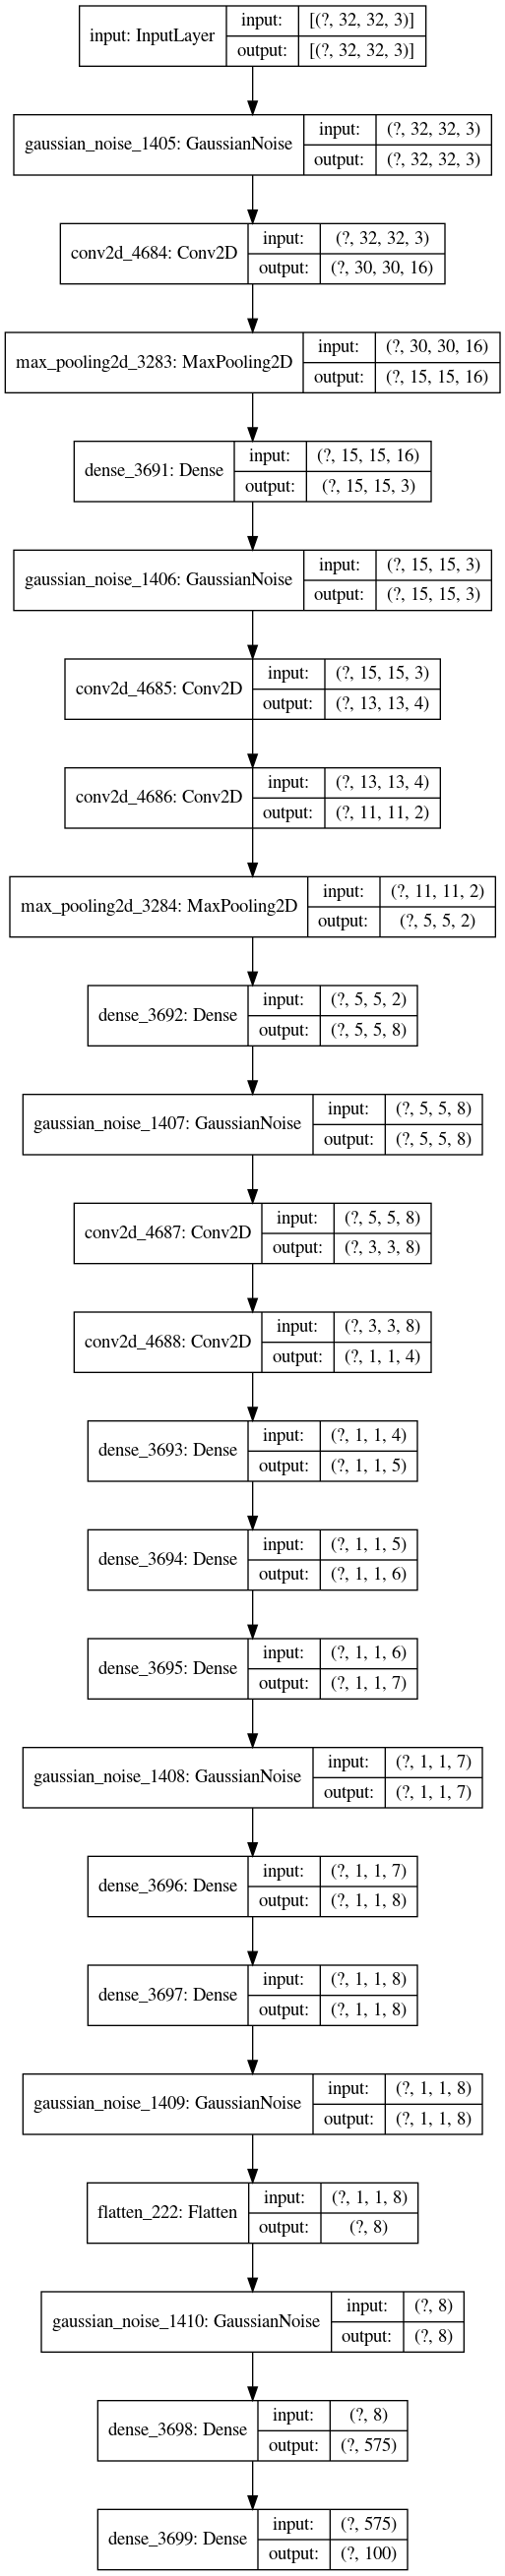 input: InputLayer
input: [(?, 32, 32, 3)]
output: [(?, 32, 32, 3)]
gaussian_noise_1405: GaussianNoise
input: (?, 32, 32, 3)
output: (?, 32, 32, 3)
conv2d_4684: Conv2D
input: (?, 32, 32, 3)
output: (?, 30, 30, 16)
max_pooling2d_3283: MaxPooling2D
input: (?, 30, 30, 16)
output: (?, 15, 15, 16)
dense_3691: Dense
input: (?, 15, 15, 16)
output: (?, 15, 15, 3)
gaussian_noise_1406: GaussianNoise
input: (?, 15, 15, 3)
output: (?, 15, 15, 3)
conv2d_4685: Conv2D
input: (?, 15, 15, 3)
output: (?, 13, 13, 4)
conv2d_4686: Conv2D
input: (?, 13, 13, 4)
output: (?, 11, 11, 2)
max_pooling2d_3284: MaxPooling2D
input: (?, 11, 11, 2)
output: (?, 5, 5, 2)
dense_3692: Dense
input: (?, 5, 5, 2)
output: (?, 5, 5, 8)
gaussian_noise_1407: GaussianNoise
input: (?, 5, 5, 8)
output: (?, 5, 5, 8)
conv2d_4687: Conv2D
input: (?, 5, 5, 8)
output: (?, 3, 3, 8)
conv2d_4688: Conv2D
input: (?, 3, 3, 8)
output: (?, 1, 1, 4)
dense_3693: Dense
input: (?, 1, 1, 4)
output: (?, 1, 1, 5)
dense_3694: Dense
input: (?, 1, 1, 5)
output: (?, 1, 1, 6)
dense_3695: Dense
input: (?, 1, 1, 6)
output: (?, 1, 1, 7)
gaussian_noise_1408: GaussianNoise
input: (?, 1, 1, 7)
output: (?, 1, 1, 7)
dense_3696: Dense
input: (?, 1, 1, 7)
output: (?, 1, 1, 8)
dense_3697: Dense
input: (?, 1, 1, 8)
output: (?, 1, 1, 8)
gaussian_noise_1409: GaussianNoise
input: (?, 1, 1, 8)
output: (?, 1, 1, 8)
flatten_222: Flatten
input: (?, 1, 1, 8)
output: (?, 8)
gaussian_noise_1410: GaussianNoise
input: (?, 8)
output: (?, 8)
dense_3698: Dense
input: (?, 8)
output: (?, 575)
dense_3699: Dense
input: (?, 575)
output: (?, 100)